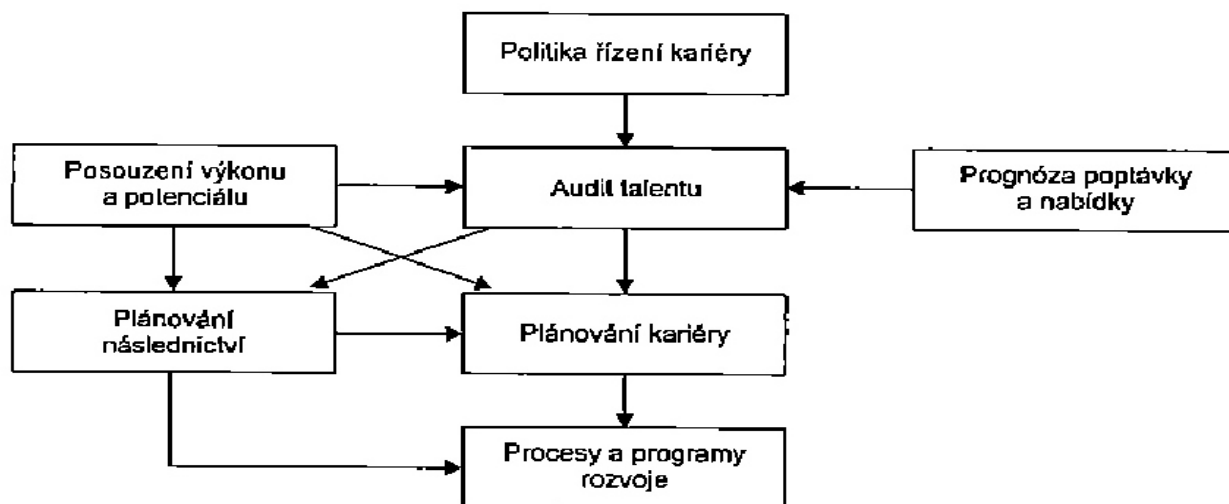 Politika řízení kariéry
Posouzení výkonu
a potenciálu
Audit talentu
Prognóza poptávky
a nabídky
Plánování
následnictví
Plánování kariéry
Procesy a programy
rozvoje